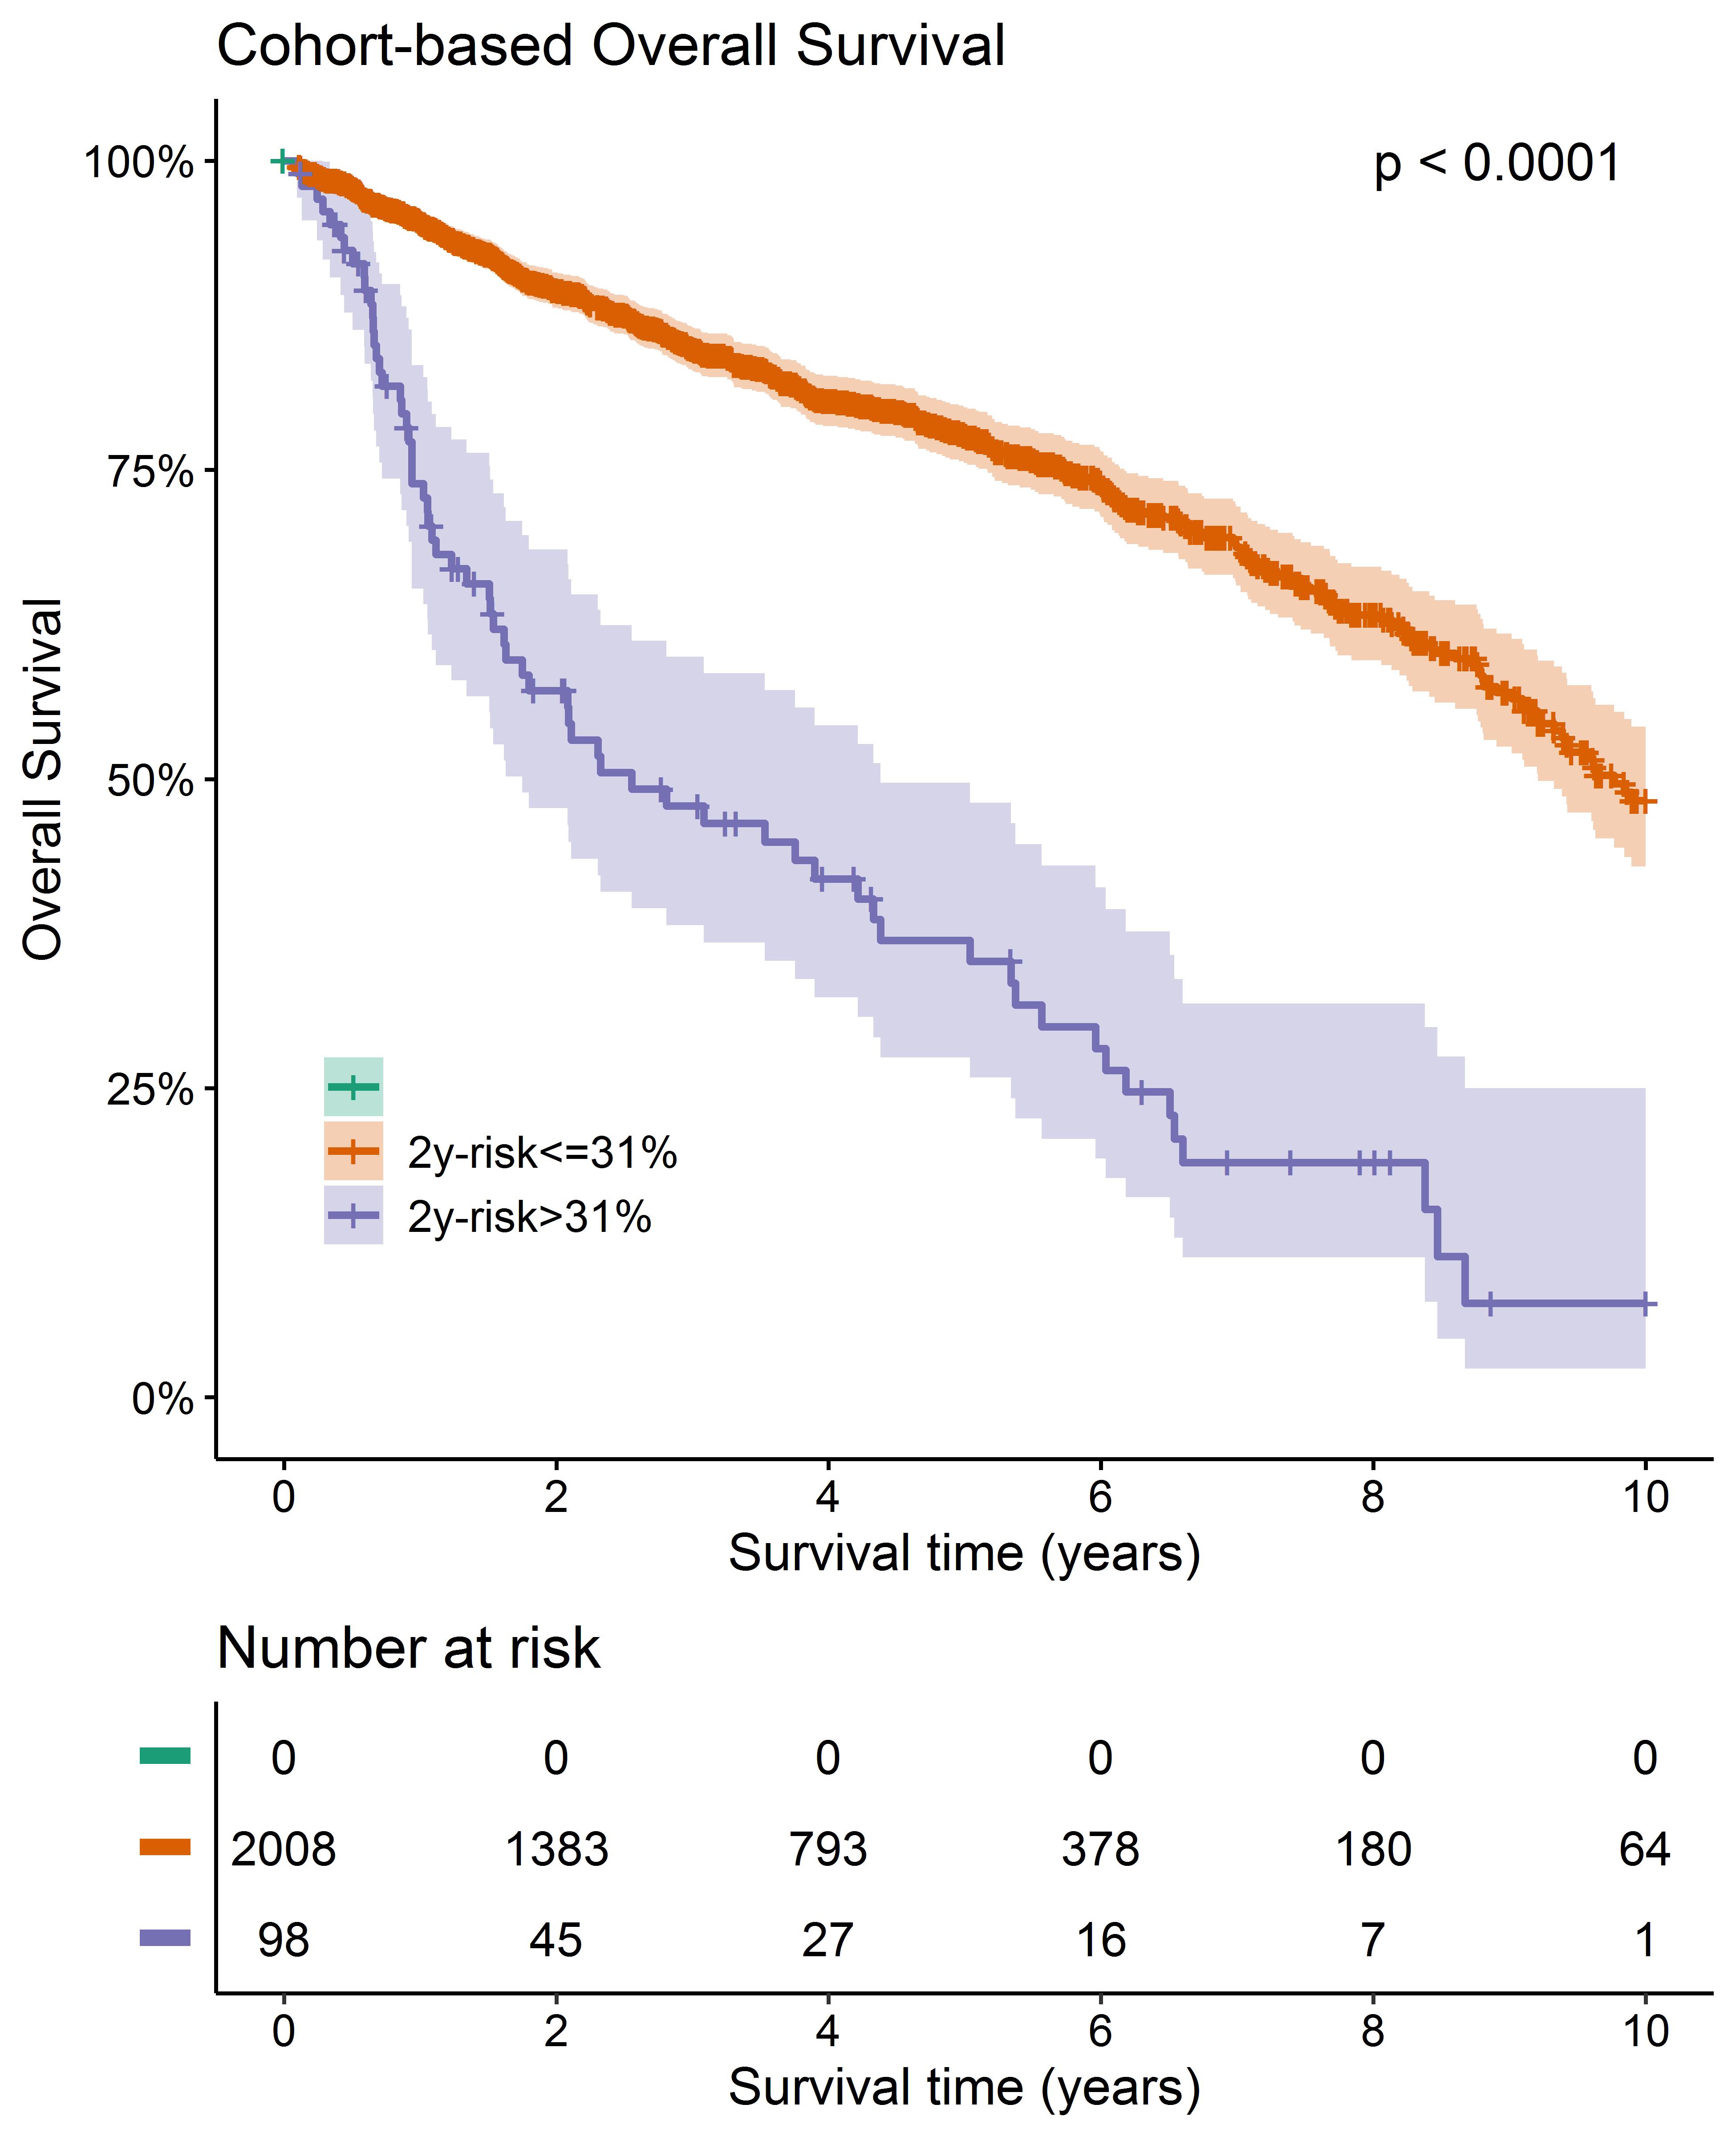 Cohort-based Overall Survival
p < 0.0001
100%
75%
50%
25%
0%
Overall Survival
2y-risk<=31%
2y-risk>31%
0 2 4 6 8 10
Survival time (years)
Number at risk
0 0 0 0 0 0
2008 1383 793 378 180 64
98 45 27 16 7 1
0 2 4 6 8 10
Survival time (years)